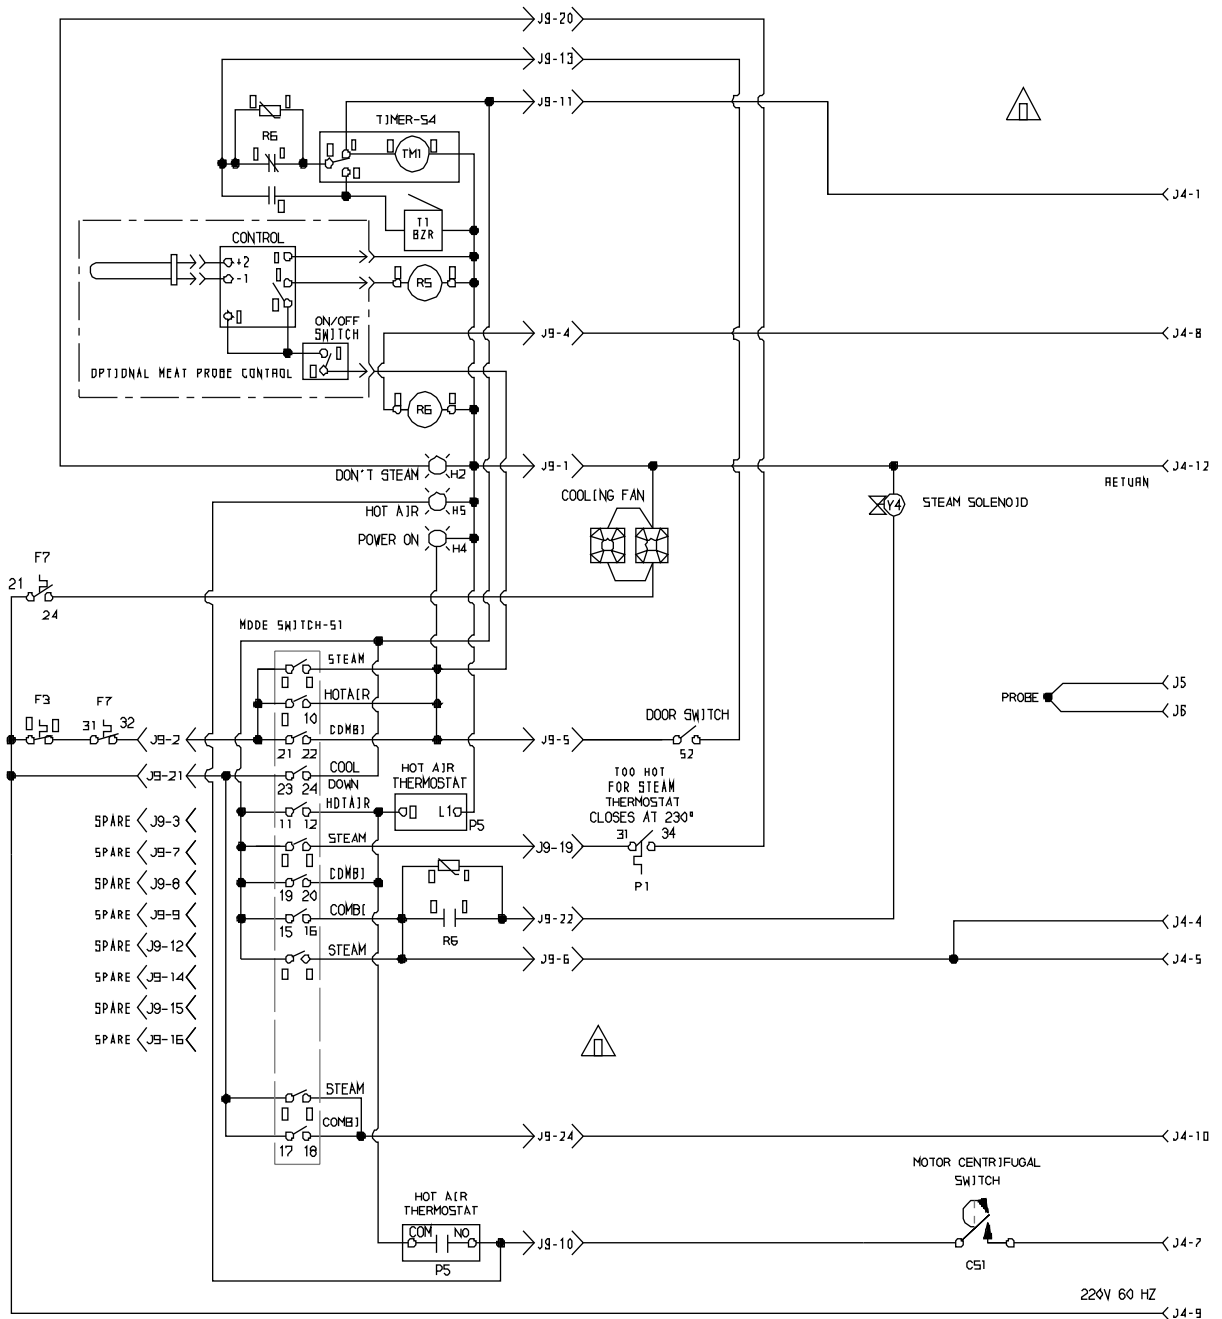 J9-20
J9-13
J9-11
TIMER-S4
R6
TM1
J4-1
T1
BZR
CONTROL
+2
-1
R5
ON/OFF
SWITCH
J9-4
J4-8
OPTIONAL MEAT PROBE CONTROL
R6
DON'T STEAM
H2
J9-1
J4-12
RETURN
COOLING FAN
Y4
STEAM SOLENOID
HOT AIR
H5
POWER ON
H4
F7
21
24
MODE SWITCH-S1
STEAM
HOTAIR
10
PROBE
J5
J6
F3
F7
31
32
J9-2
COMBI
21 22
J9-5
DOOR SWITCH
S2
J9-21
COOL
DOWN
23 24
HOT AIR
THERMOSTAT
L1
P5
TOO HOT
FOR STEAM
THERMOSTAT
CLOSES AT 230°
31
34
P1
HOTAIR
11 12
SPARE J9-3
STEAM
J9-19
SPARE J9-7
SPARE J9-8
COMBI
19 20
SPARE J9-9
COMBI
15 16
R6
J9-22
J4-4
SPARE J9-12
STEAM
J9-6
J4-5
SPARE J9-14
SPARE J9-15
SPARE J9-16
STEAM
COMBI
17 18
J9-24
J4-10
MOTOR CENTRIFUGAL
SWITCH
HOT AIR
THERMOSTAT
COM
NO
P5
J9-10
CS1
J4-7
220V 60 HZ
J4-9